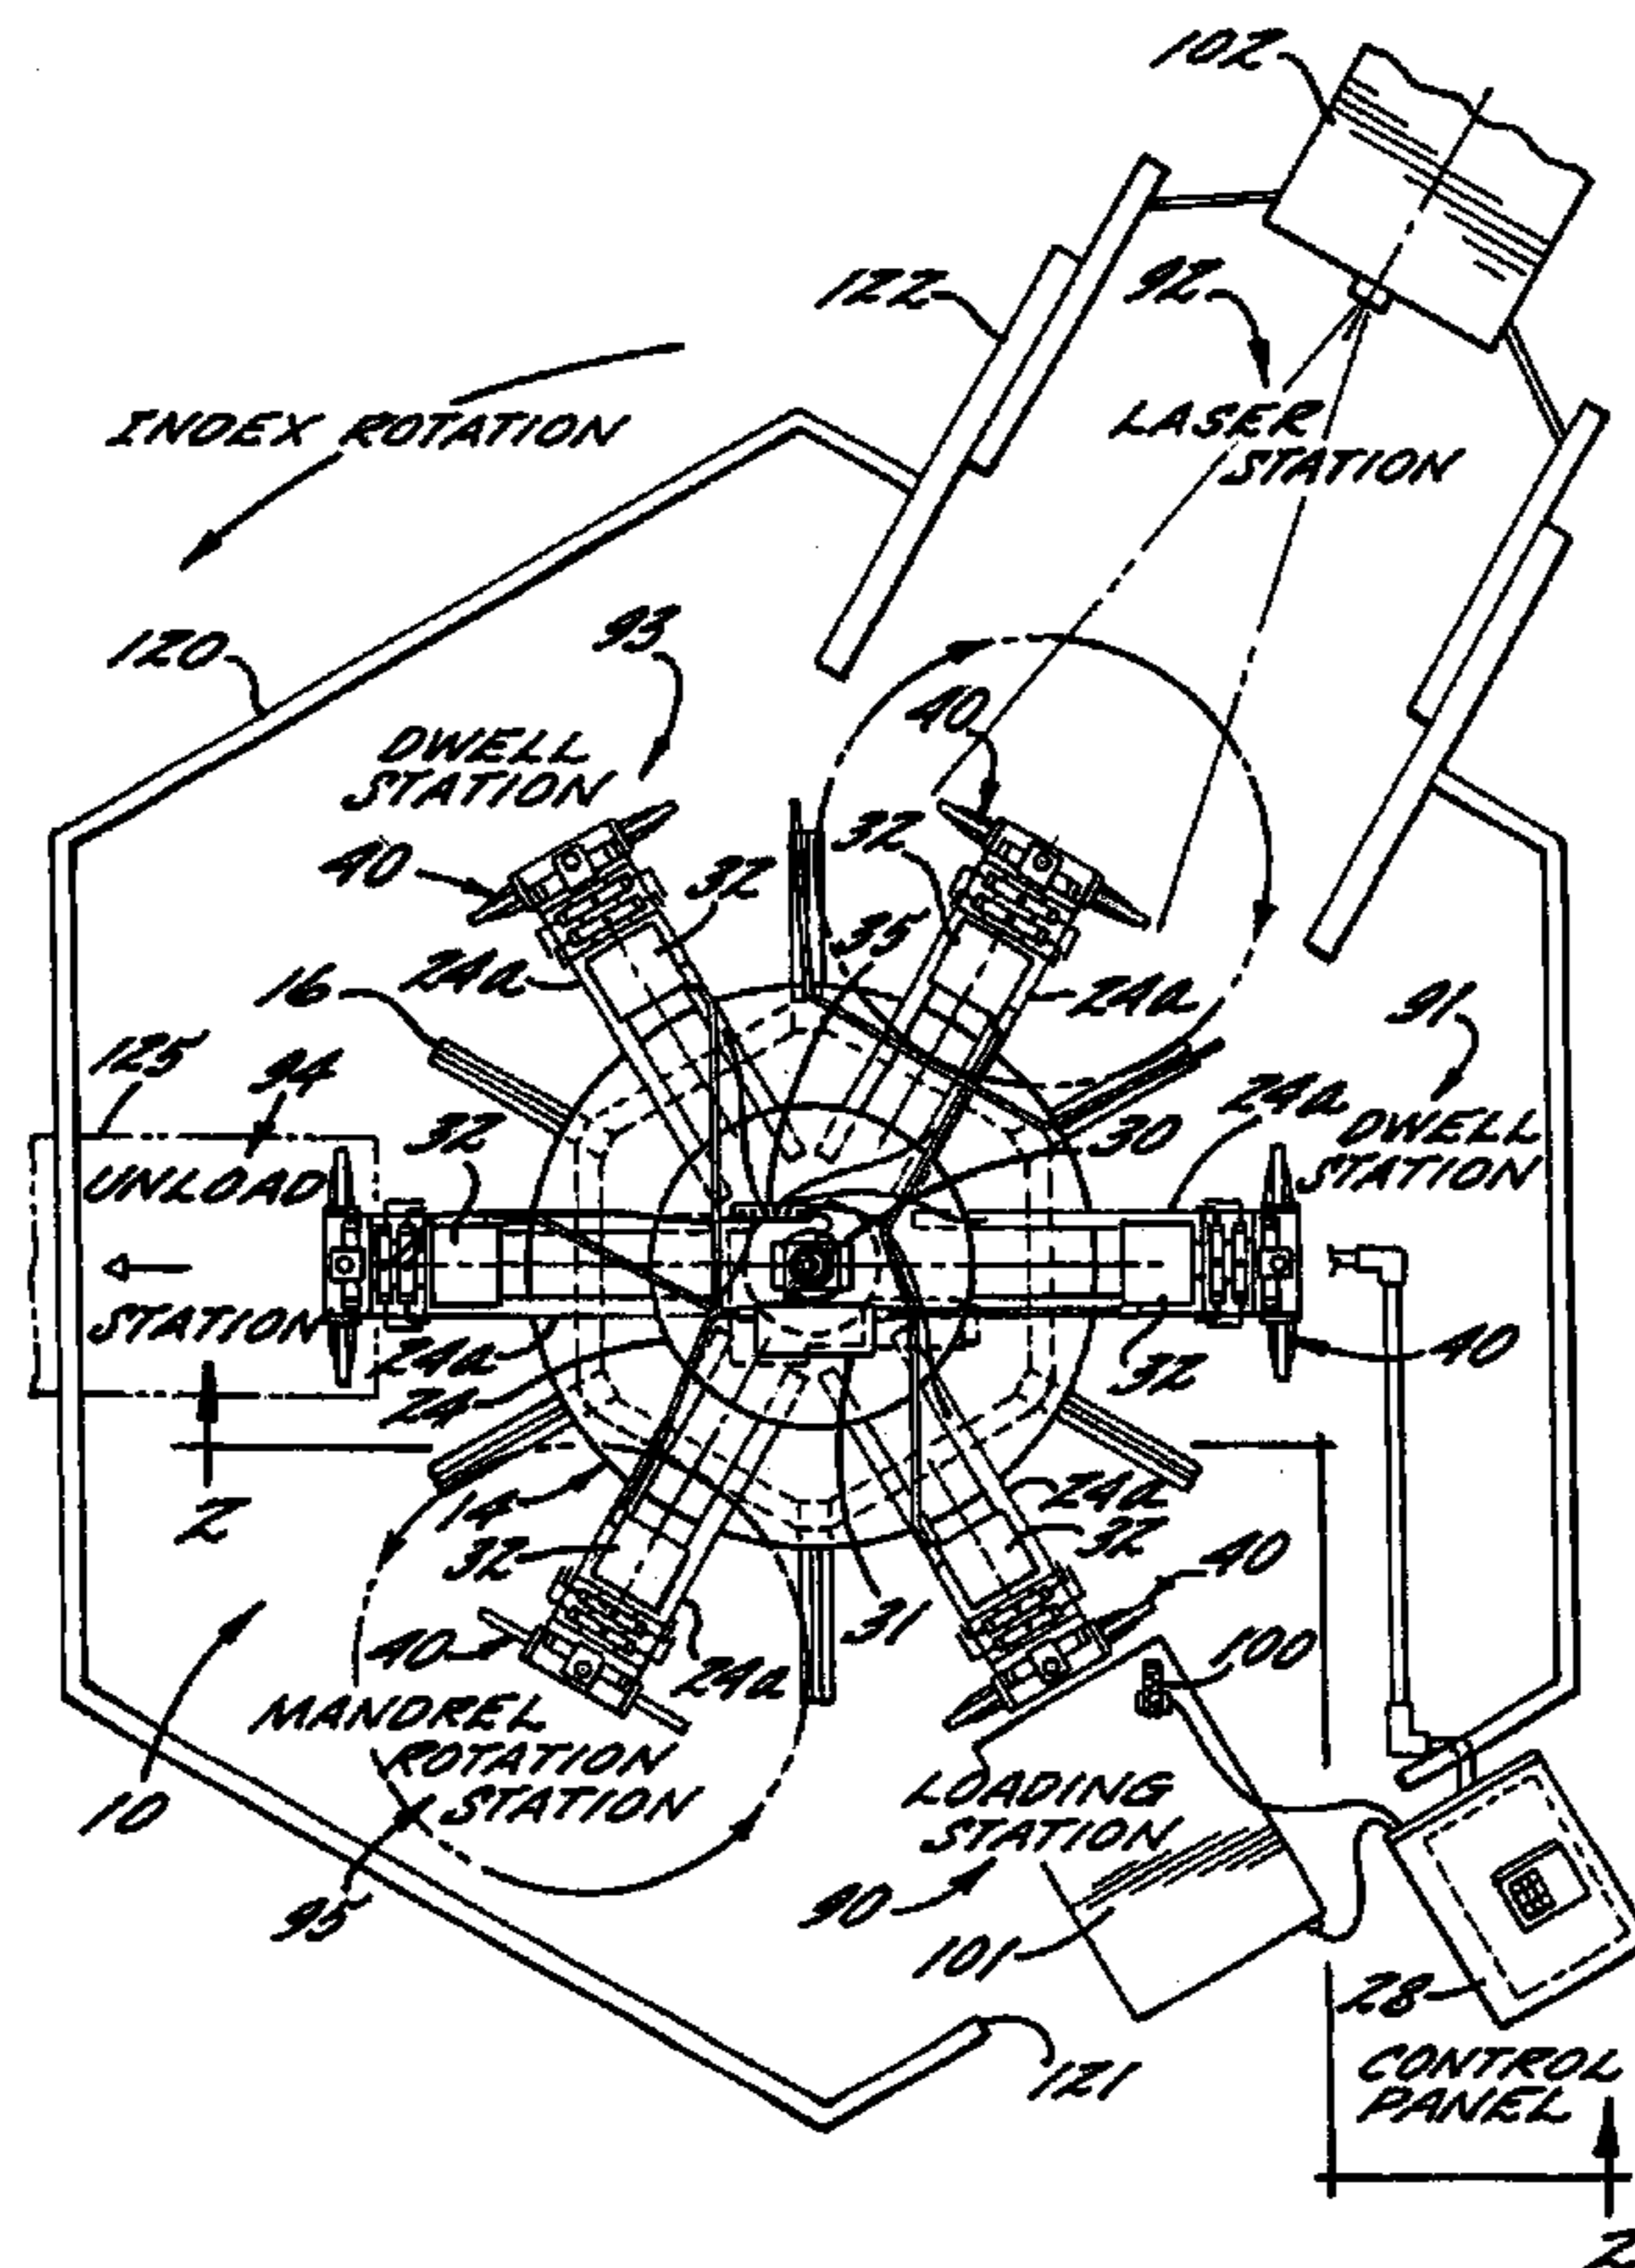 102
122
92
INDEX ROTATION
LASER
STATION
120
93
40
DWELL
STATION
32
40
32
35
24a
24a
16
91
125
94
32
24a
30
DWELL
STATION
UNLOAD
STATION
24a
24
32
40
2
14
24a
32
32
40
31
40
24a
100
MANDREL
ROTATION
STATION
10
LOADING
STATION
95
90
101
28
CONTROL
PANEL
121
2